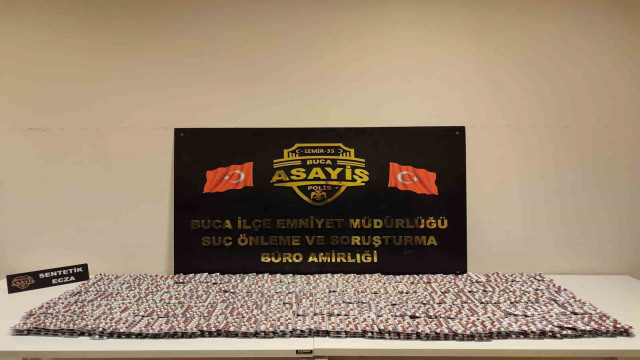 İZMİR-35
BUCA
ASAYİŞ
POLİS
BUCA İLÇE EMNİYET MÜDÜRLÜĞÜ
SUÇ ÖNLEME VE SORUŞTURMA
BÜRO AMİRLİĞİ
ASAYİŞ
SENTETİK
ECZA